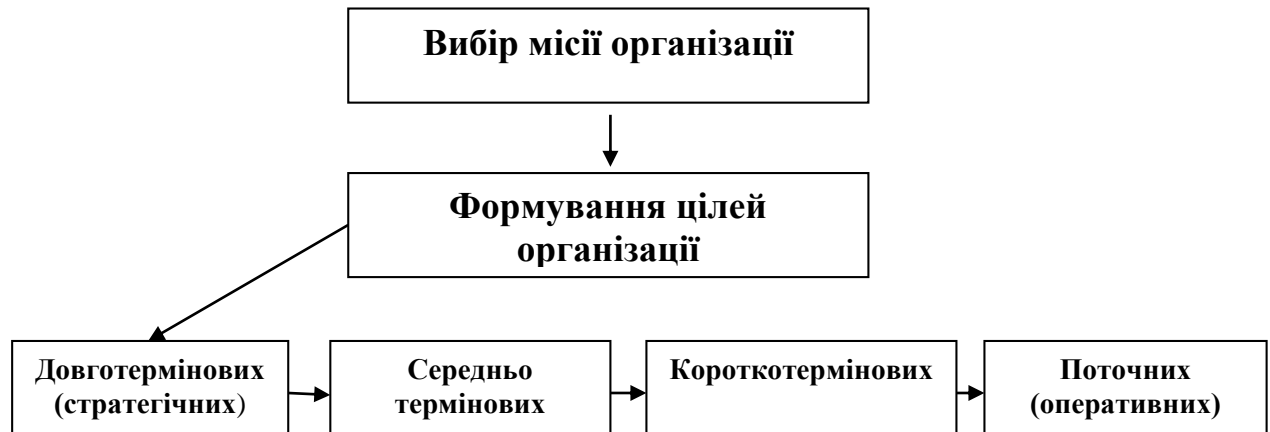 Вибір місії організації
Формування цілей
організації
Довготермінових
(стратегічних)
Середньо
термінових
Короткотермінових
Поточних
(оперативних)